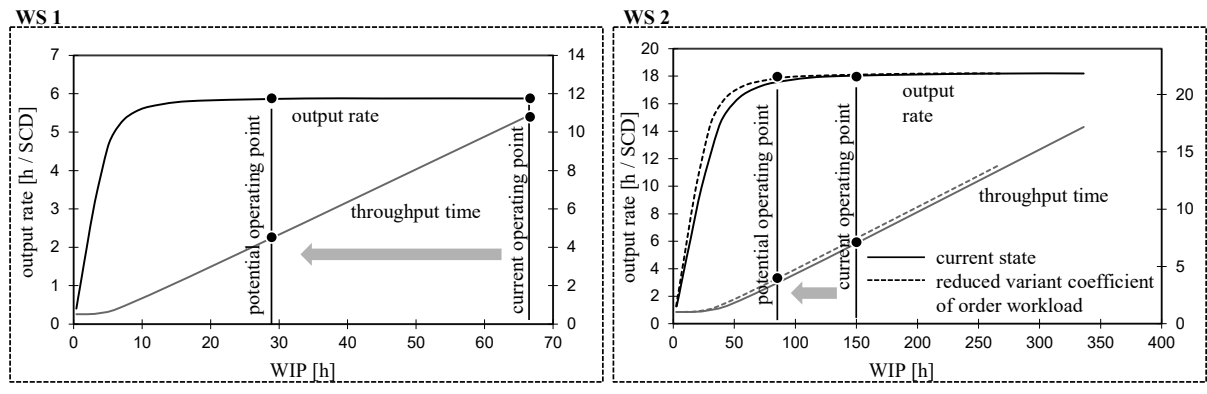 WS 1
7
6
5
4
3
2
1
0
output rate [h / SCD]
14
12
10
8
6
4
2
0
output rate
throughput time
potential operating point
current operating point
0 10 20 30 40 50 60 70
WIP [h]
WS 2
20
18
16
14
12
10
8
6
4
2
0
output rate [h / SCD]
20
15
10
5
0
output
rate
throughput time
potential operating point
current operating point
current state
reduced variant coefficient
of order workload
0 50 100 150 200 250 300 350 400
WIP [h]